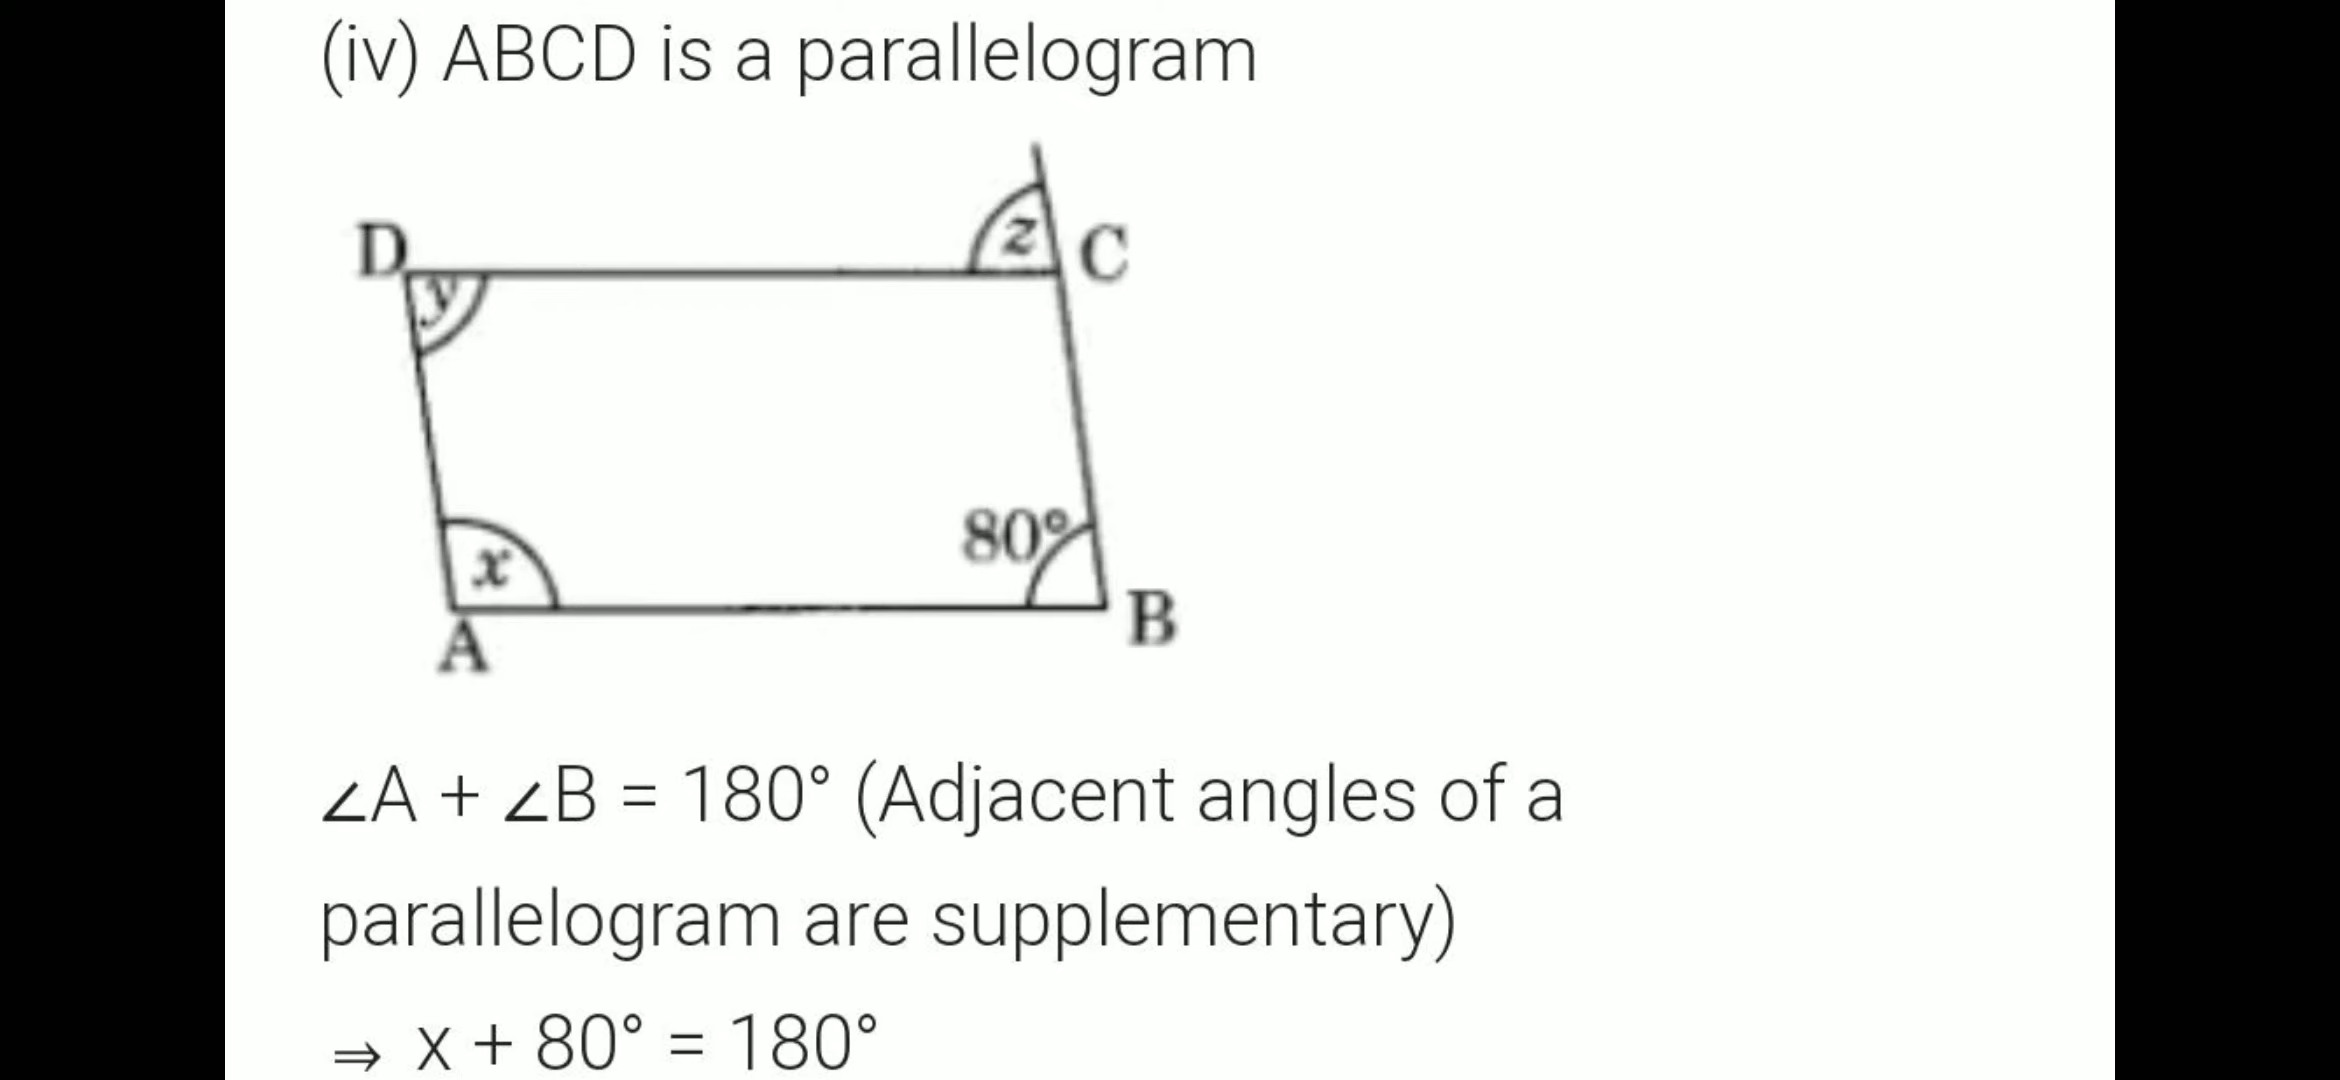 (iv) ABCD is a parallelogram
D
y
z
C
x
80°
A
B
∠A + ∠B = 180° (Adjacent angles of a
parallelogram are supplementary)
⇒ x + 80° = 180°